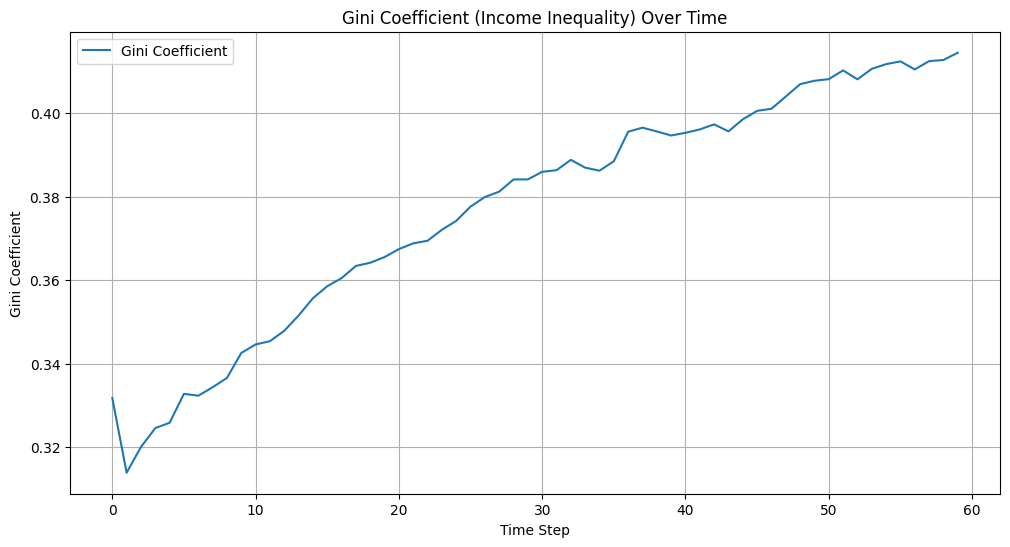 Gini Coefficient (Income Inequality) Over Time
Gini Coefficient
Gini Coefficient
0.40
0.38
0.36
0.34
0.32
0 10 20 30 40 50 60
Time Step